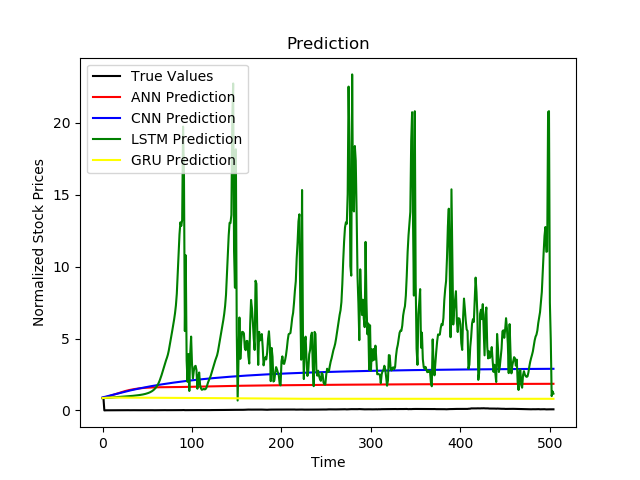 Prediction
True Values
ANN Prediction
CNN Prediction
LSTM Prediction
GRU Prediction
Normalized Stock Prices
20
15
10
5
0
0 100 200 300 400 500
Time